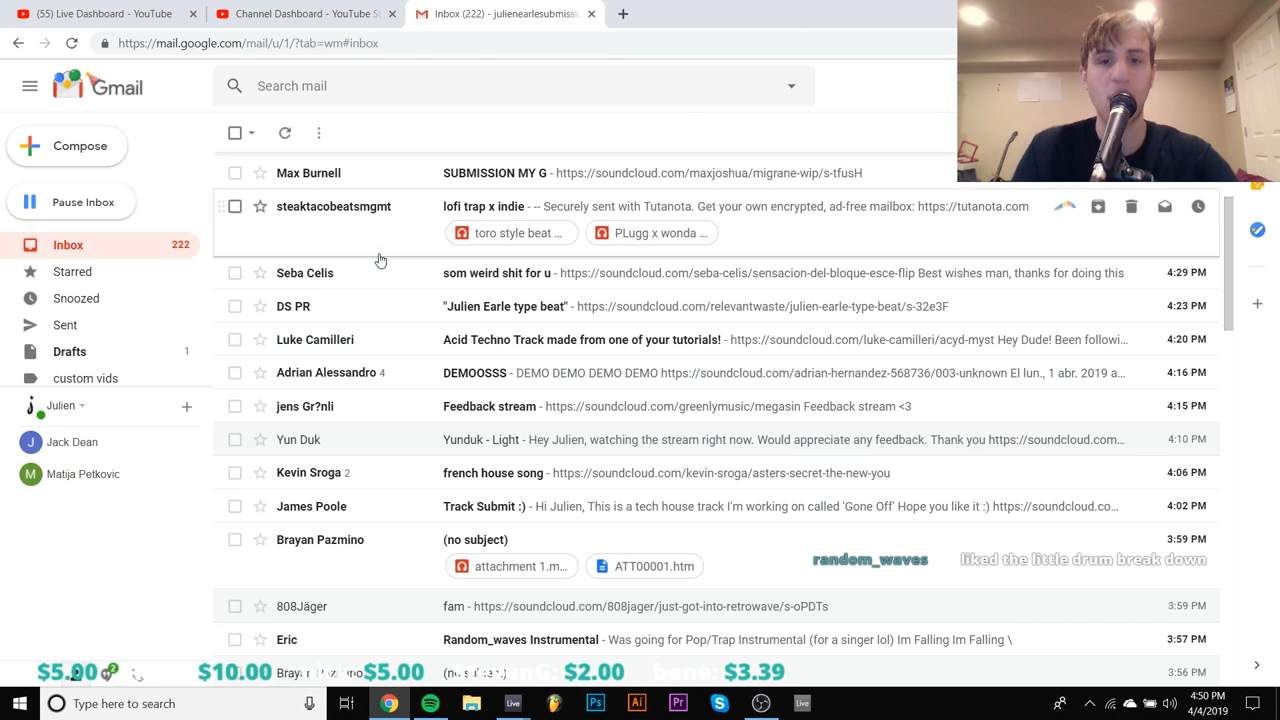 (55) Live Dashboard - YouTube
Channel Dashboard - YouTube St
Inbox (222) - julienearlesubmissi
https://mail.google.com/mail/u/1/?tab=wm#inbox
Gmail
Search mail
Compose
Pause Inbox
Inbox 222
Starred
Snoozed
Sent
Drafts 1
custom vids
Julien
Jack Dean
Matija Petkovic
Max Burnell SUBMISSION MY G - https://soundcloud.com/maxjoshua/migrane-wip/s-tfusH
steaktacobeatsmgmt lofi trap x indie - -- Securely sent with Tutanota. Get your own encrypted, ad-free mailbox: https://tutanota.com
toro style beat ... PLugg x wonda ...
Seba Celis som weird shit for u - https://soundcloud.com/seba-celis/sensacion-del-bloque-esce-flip Best wishes man, thanks for doing this 4:29 PM
DS PR "Julien Earle type beat" - https://soundcloud.com/relevantwaste/julien-earle-type-beat/s-32e3F 4:23 PM
Luke Camilleri Acid Techno Track made from one of your tutorials! - https://soundcloud.com/luke-camilleri/acyd-myst Hey Dude! Been followi... 4:20 PM
Adrian Alessandro 4 DEMOOSSS - DEMO DEMO DEMO DEMO https://soundcloud.com/adrian-hernandez-568736/003-unknown El lun., 1 abr. 2019 a... 4:16 PM
jens Gr?nli Feedback stream - https://soundcloud.com/greenlymusic/megasin Feedback stream <3 4:15 PM
Yun Duk Yunduk - Light - Hey Julien, watching the stream right now. Would appreciate any feedback. Thank you https://soundcloud.com... 4:10 PM
Kevin Sroga 2 french house song - https://soundcloud.com/kevin-sroga/asters-secret-the-new-you 4:06 PM
James Poole Track Submit :) - Hi Julien, This is a tech house track I'm working on called 'Gone Off' Hope you like it :) https://soundcloud.co... 4:02 PM
Brayan Pazmino (no subject) 3:59 PM
attachment 1.m... ATT00001.htm
random_waves liked the little drum break down
808Jäger fam - https://soundcloud.com/808jager/just-got-into-retrowave/s-oPDTs 3:59 PM
Eric Random_waves Instrumental - Was going for Pop/Trap Instrumental (for a singer lol) Im Falling Im Falling \ 3:57 PM
3:56 PM
$5.00 $10.00 $5.00 $2.00 bene: $3.39
2
Type here to search
Live
Ps
Ai
Pr
Live
4:50 PM
4/4/2019